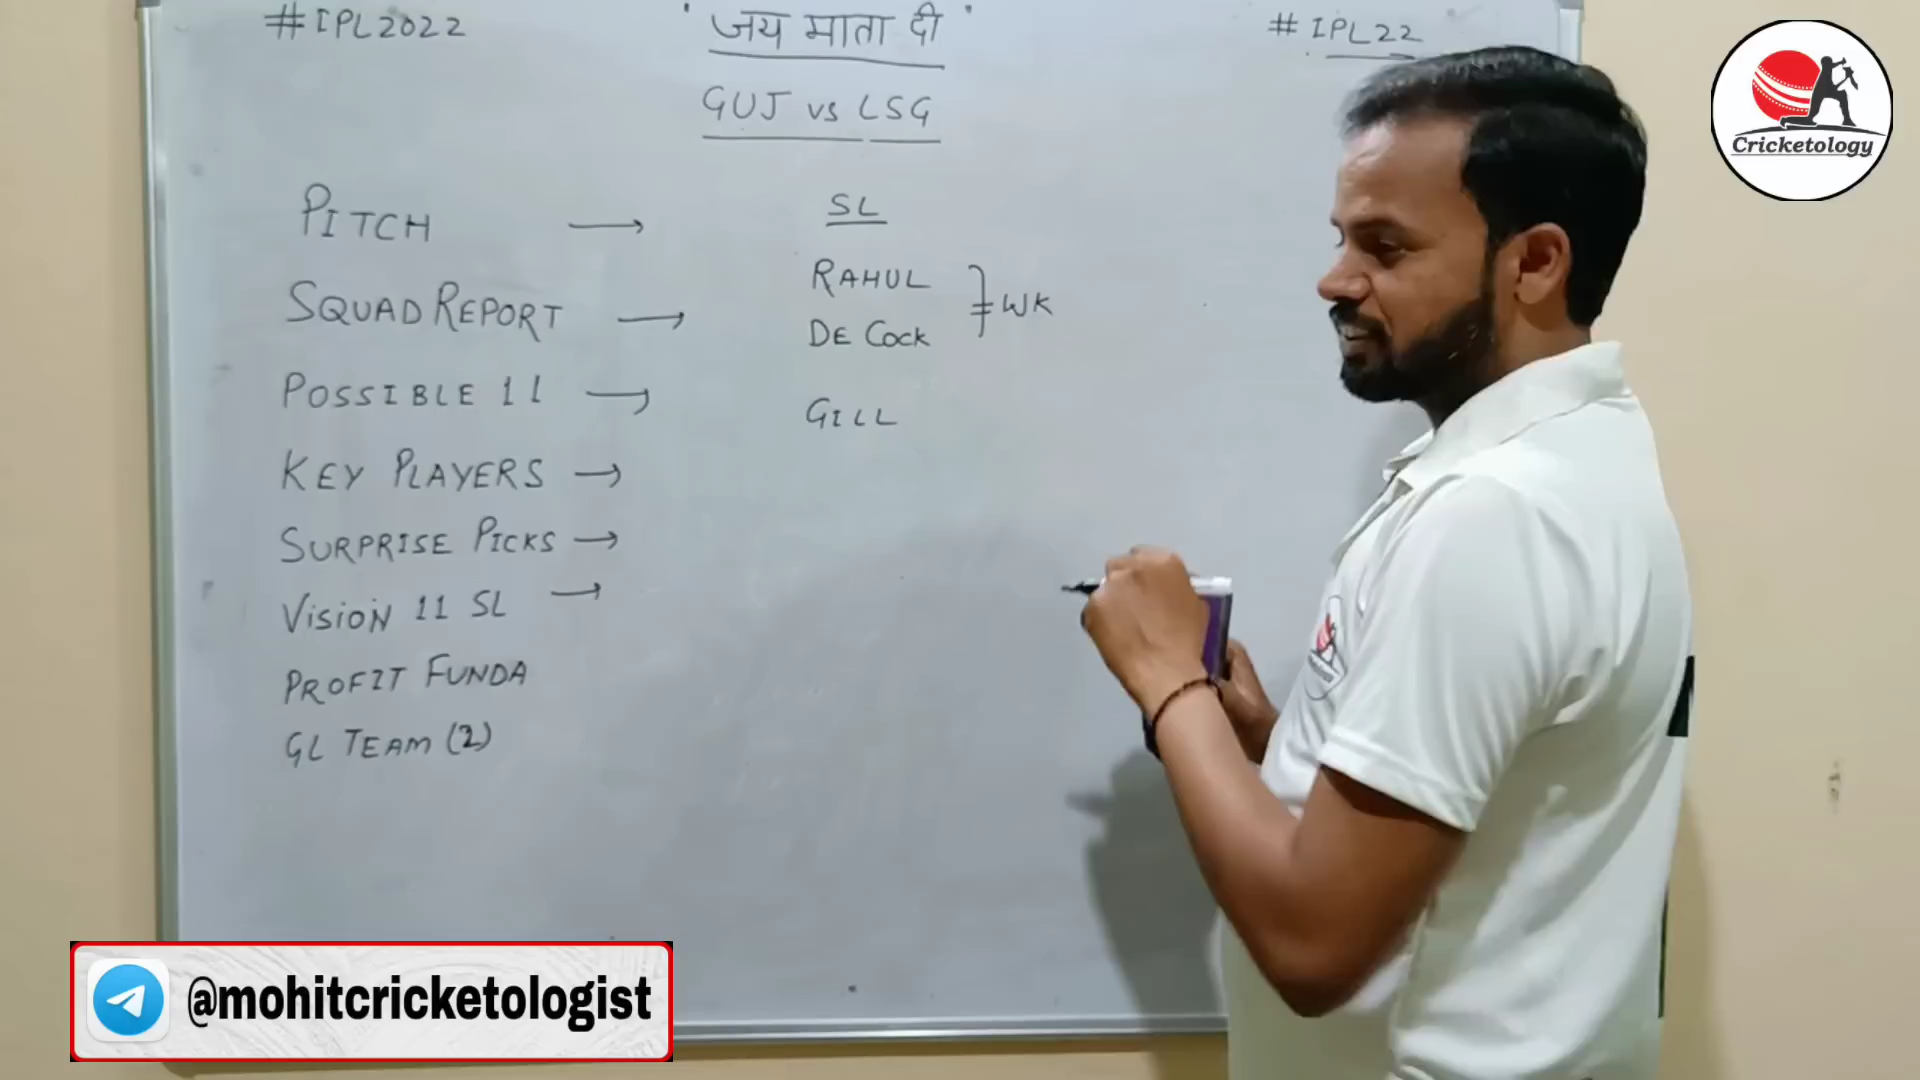 #IPL2022
'जय माता दी'
# IPL22
GUJ vs LSG
PITCH →
SQUAD REPORT →
POSSIBLE 11 →
KEY PLAYERS →
SURPRISE PICKS →
VISION 11 SL →
PROFIT FUNDA
GL TEAM (2)
SL
RAHUL
DE COCK
WK
GILL
Cricketology
@mohitcricketologist